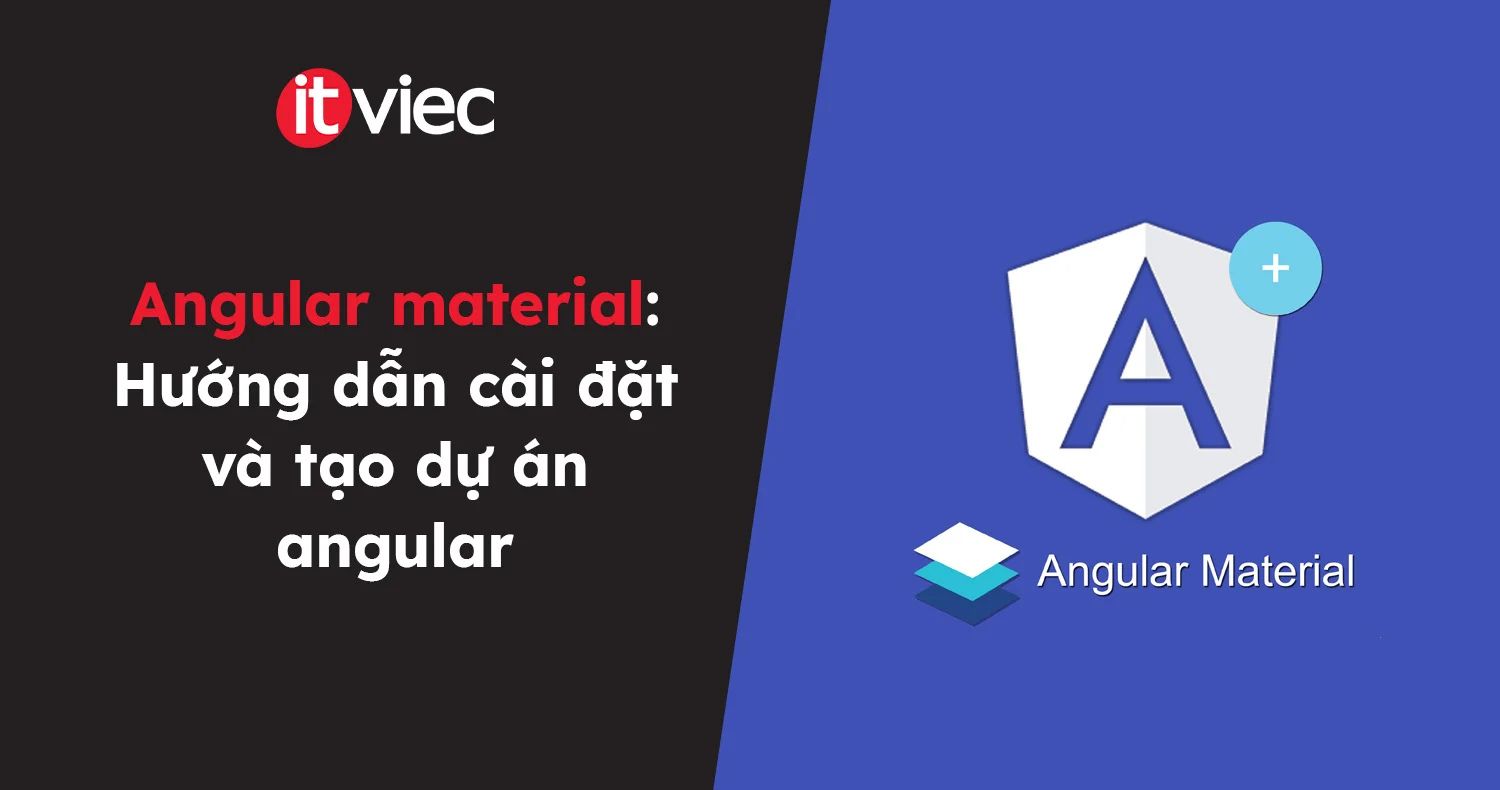 itviec
Angular material:
Hướng dẫn cài đặt
và tạo dự án
angular
A
+
Angular Material